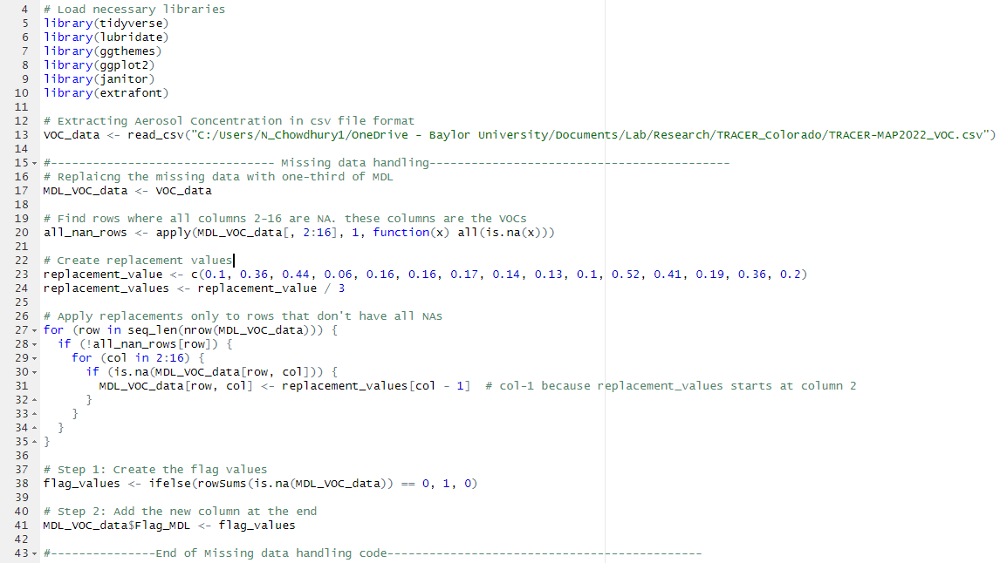 4 # Load necessary libraries
5 library(tidyverse)
6 library(lubridate)
7 library(ggthemes)
8 library(ggplot2)
9 library(janitor)
10 library(extrafont)
11
12 # Extracting Aerosol Concentration in csv file format
13 VOC_data <- read_csv("C:/Users/N_Chowdhury1/OneDrive - Baylor University/Documents/Lab/Research/TRACER_Colorado/TRACER-MAP2022_VOC.csv")
14
15 #-------------------------------- Missing data handling-------------------------------------------
16 # Replaicng the missing data with one-third of MDL
17 MDL_VOC_data <- VOC_data
18
19 # Find rows where all columns 2-16 are NA. these columns are the VOCs
20 all_nan_rows <- apply(MDL_VOC_data[, 2:16], 1, function(x) all(is.na(x)))
21
22 # Create replacement values
23 replacement_value <- c(0.1, 0.36, 0.44, 0.06, 0.16, 0.16, 0.17, 0.14, 0.13, 0.1, 0.52, 0.41, 0.19, 0.36, 0.2)
24 replacement_values <- replacement_value / 3
25
26 # Apply replacements only to rows that don't have all NAs
27 for (row in seq_len(nrow(MDL_VOC_data))) {
28   if (!all_nan_rows[row]) {
29     for (col in 2:16) {
30       if (is.na(MDL_VOC_data[row, col])) {
31         MDL_VOC_data[row, col] <- replacement_values[col - 1]  # col-1 because replacement_values starts at column 2
32       }
33     }
34   }
35 }
36
37 # Step 1: Create the flag values
38 flag_values <- ifelse(rowSums(is.na(MDL_VOC_data)) == 0, 1, 0)
39
40 # Step 2: Add the new column at the end
41 MDL_VOC_data$Flag_MDL <- flag_values
42
43 #---------------End of Missing data handling code---------------------------------------------